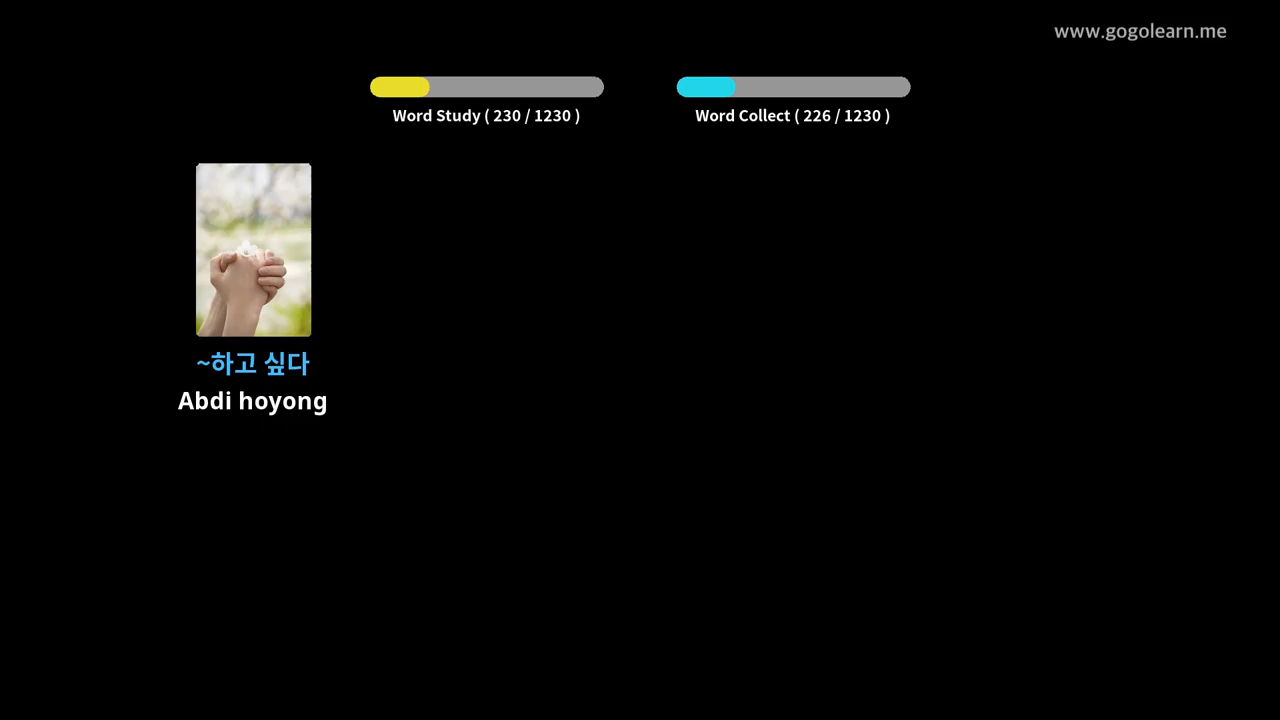 www.gogolearn.me
Word Study ( 230 / 1230 )
Word Collect ( 226 / 1230 )
~하고 싶다
Abdi hoyong